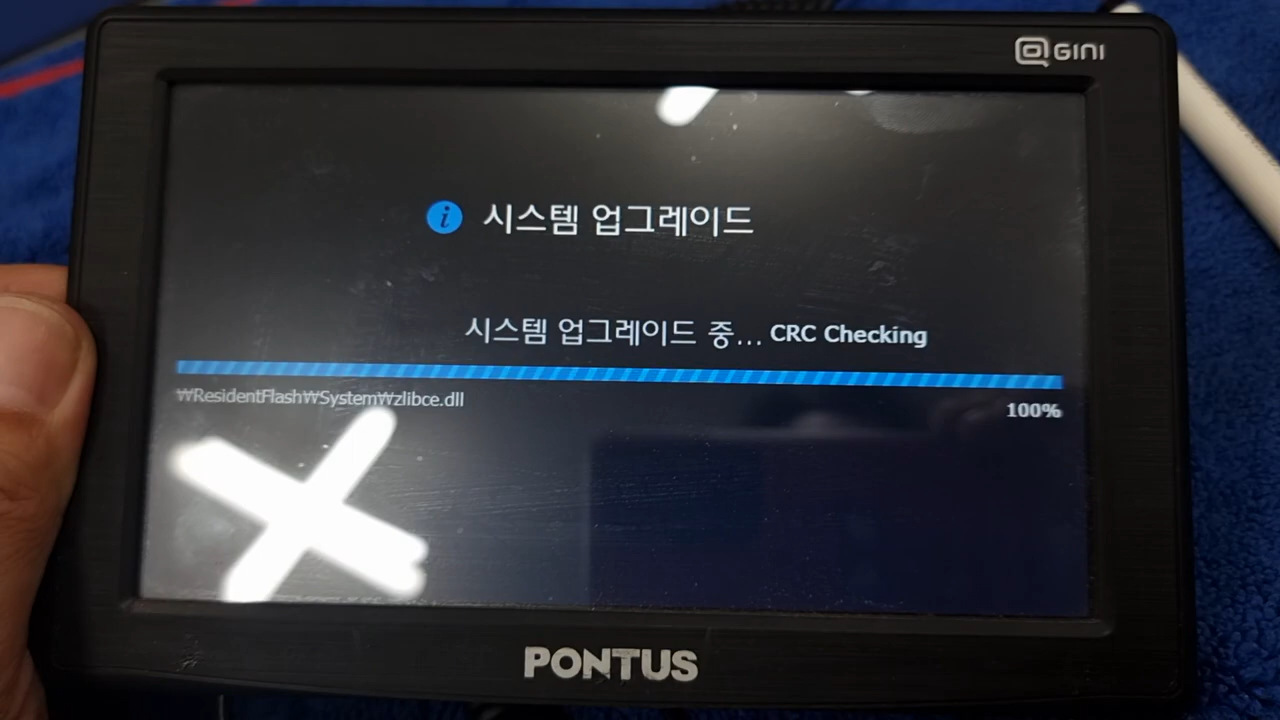 GINI
시스템 업그레이드
시스템 업그레이드 중... CRC Checking
₩ResidentFlash₩System₩zlibce.dll
100%
PONTUS